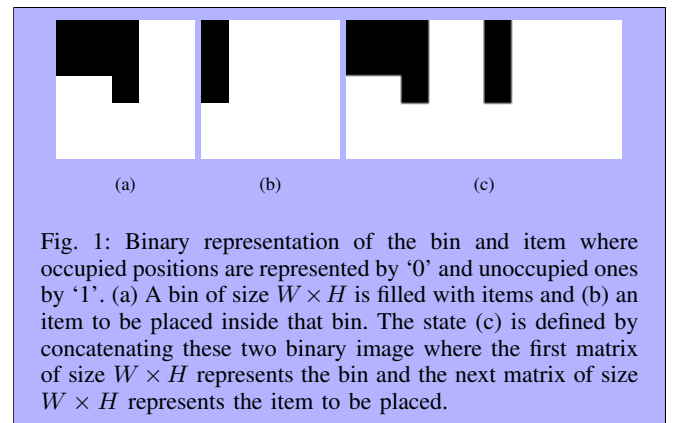 (a) (b) (c)
Fig. 1: Binary representation of the bin and item where
occupied positions are represented by ‘0’ and unoccupied ones
by ‘1’. (a) A bin of size W × H is filled with items and (b) an
item to be placed inside that bin. The state (c) is defined by
concatenating these two binary image where the first matrix
of size W × H represents the bin and the next matrix of size
W × H represents the item to be placed.